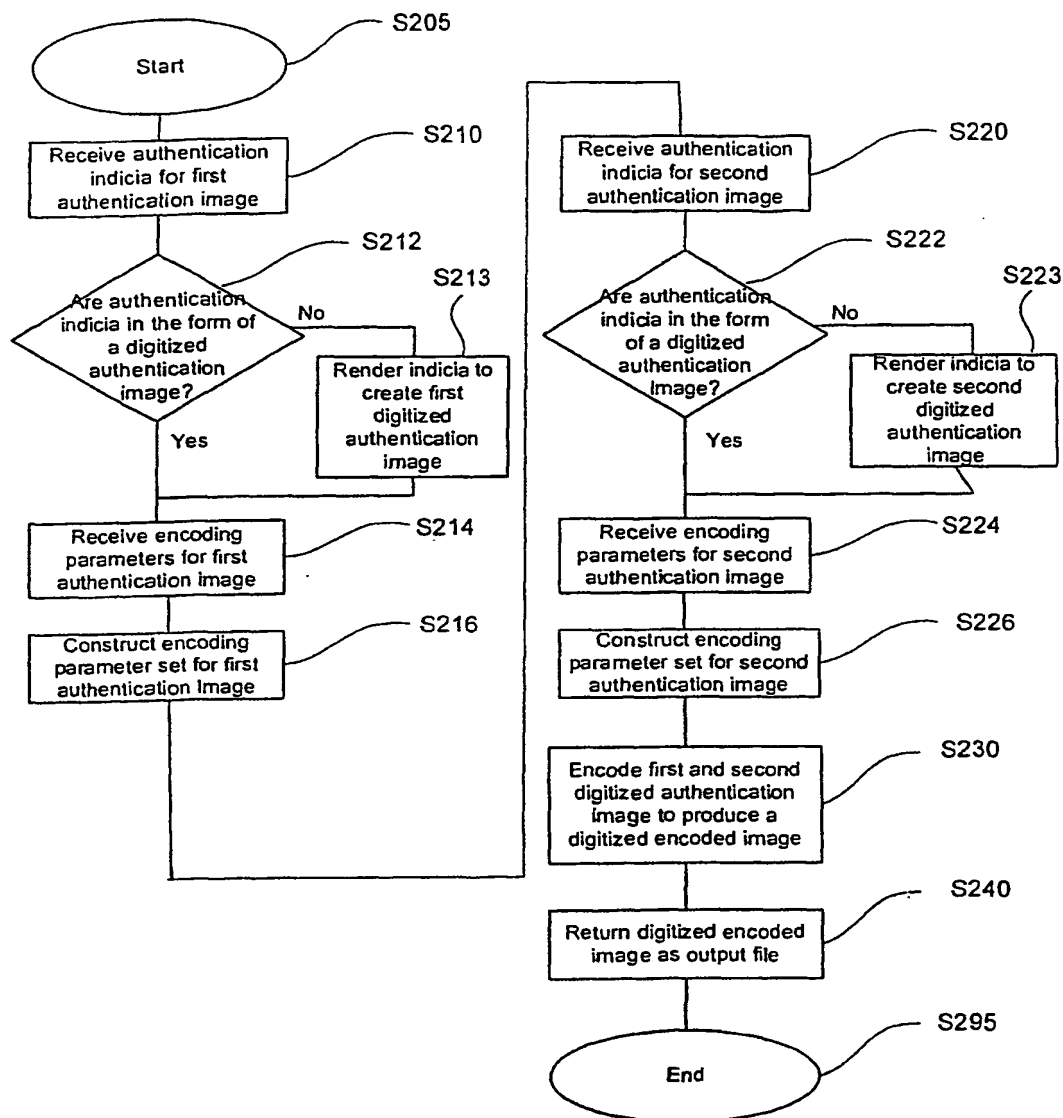 S205
Start
S210
Receive authentication
indicia for first
authentication image
S212
Are authentication
indicia in the form of
a digitized
authentication
image?
No
S213
Render indicia to
create first
digitized
authentication
image
Yes
S214
Receive encoding
parameters for first
authentication image
S216
Construct encoding
parameter set for first
authentication Image
S220
Receive authentication
indicia for second
authentication image
S222
Are authentication
indicia in the form
of a digitized
authentication
Image?
No
S223
Render indicia to
create second
digitized
authentication
image
Yes
S224
Receive encoding
parameters for second
authentication image
S226
Construct encoding
parameter set for second
authentication image
S230
Encode first and second
digitized authentication
image to produce a
digitized encoded image
S240
Return digitized encoded
image as output file
S295
End